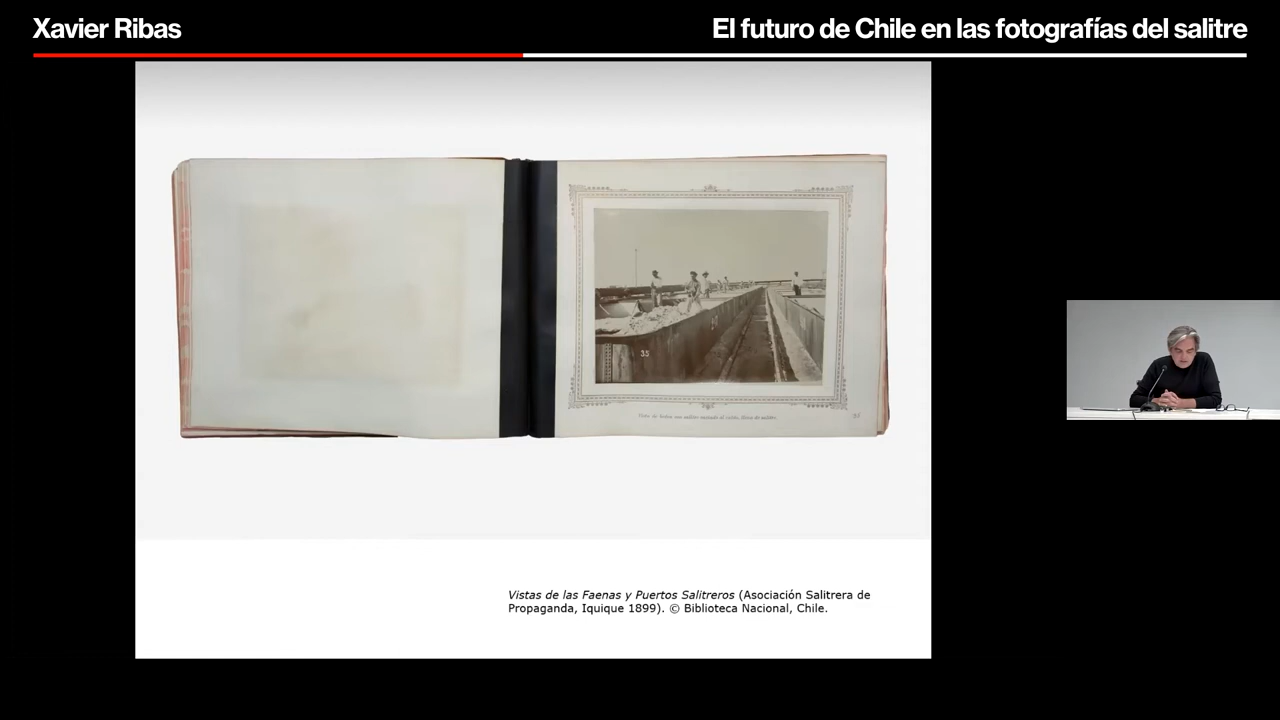 Xavier Ribas
El futuro de Chile en las fotografías del salitre
35
Vistas de las Faenas y Puertos Salitreros (Asociación Salitrera de
Propaganda, Iquique 1899). © Biblioteca Nacional, Chile.